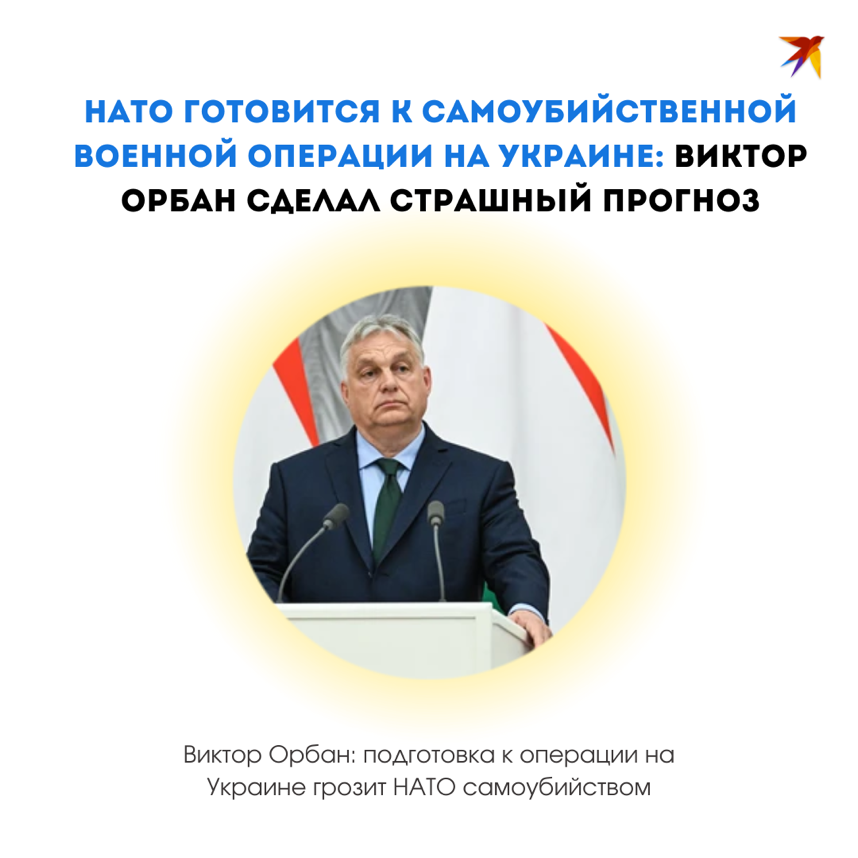 НАТО ГОТОВИТСЯ К САМОУБИЙСТВЕННОЙ
ВОЕННОЙ ОПЕРАЦИИ НА УКРАИНЕ: ВИКТОР
ОРБАН СДЕЛАЛ СТРАШНЫЙ ПРОГНОЗ
Виктор Орбан: подготовка к операции на
Украине грозит НАТО самоубийством